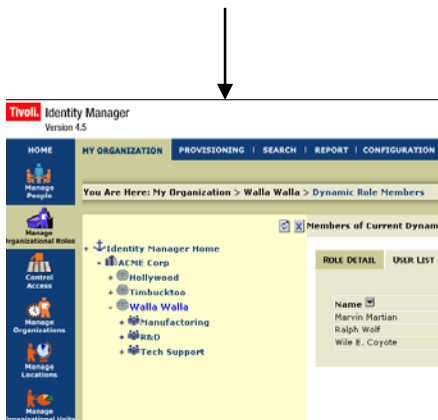 Tivoli. Identity Manager
Version 4.5
HOME
MY ORGANIZATION PROVISIONING | SEARCH | REPORT | CONFIGURATION
Manage People
You Are Here: My Organization > Walla Walla > Dynamic Role Members
Manage
rganizational Roles
Members of Current Dynam
+ Identity Manager Home
- ACME Corp
ROLE DETAIL USER LIST
+ Hollywood
Control Access
+ Timbucktoo
- Walla Walla
Name
+ Manufactoring
Marvin Martian
Manage Organizations
+ R&D
Ralph Wolf
+ Tech Support
Wile E. Coyote
Manage Locations
Manage
Organizational Units